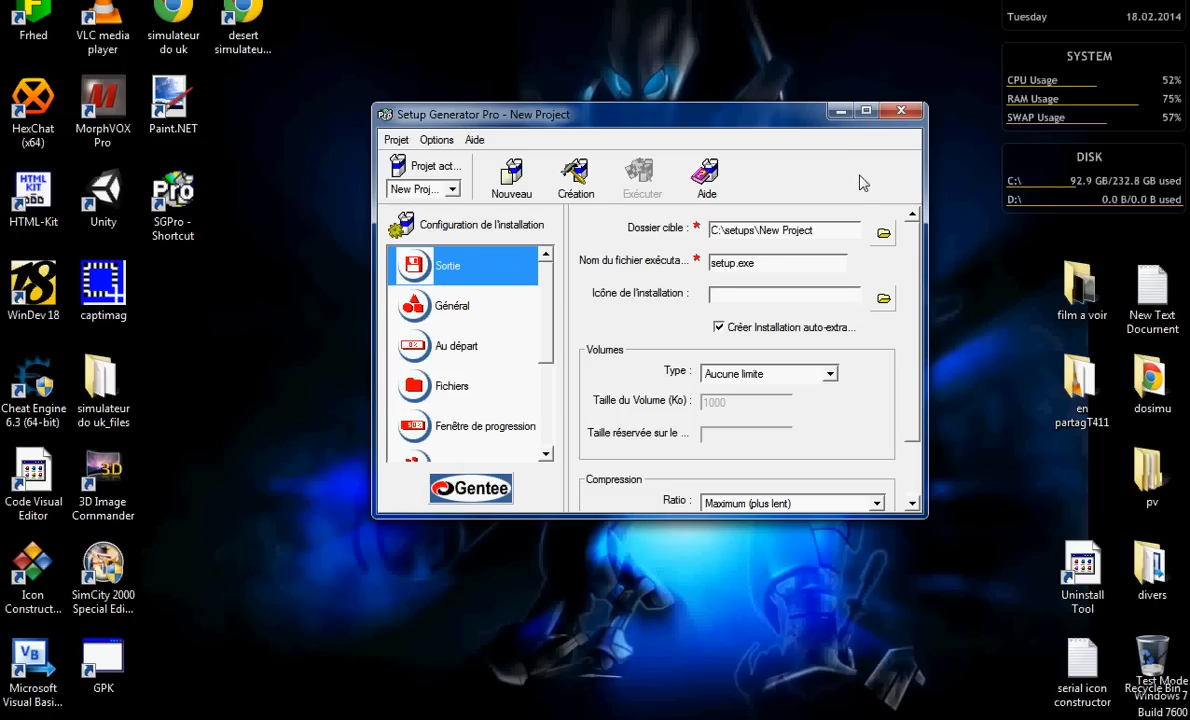 Frhed
VLC media
player
simulateur
do uk
desert
simulateu...
HexChat
(x64)
MorphVOX
Pro
Paint.NET
HTML-Kit
Unity
SGPro -
Shortcut
WinDev 18
captimag
Cheat Engine
6.3 (64-bit)
simulateur
do uk_files
Code Visual
Editor
3D Image
Commander
Icon
Construct...
SimCity 2000
Special Edi...
Microsoft
Visual Basi...
GPK
Setup Generator Pro - New Project
Projet Options Aide
Projet act...
New Proj...
Nouveau
Création
Exécuter
Aide
Configuration de l'installation
Sortie
Général
Au départ
Fichiers
Fenêtre de progression
Gentee
Dossier cible : *
C:\setups\New Project
Nom du fichier exécuta... *
setup.exe
Icône de l'installation :
Créer Installation auto-extra...
Volumes
Type :
Aucune limite
Taille du Volume (Ko) :
1000
Taille réservée sur le ...
Compression
Ratio :
Maximum (plus lent)
Tuesday 18.02.2014
SYSTEM
CPU Usage 52%
RAM Usage 75%
SWAP Usage 57%
DISK
C:\ 92.9 GB/232.8 GB used
D:\ 0.0 B/0.0 B used
film a voir
New Text
Document
en
partagT411
dosimu
pv
Uninstall
Tool
divers
serial icon
constructor
Recycle Bin
Test Mode
Windows 7
Build 7600